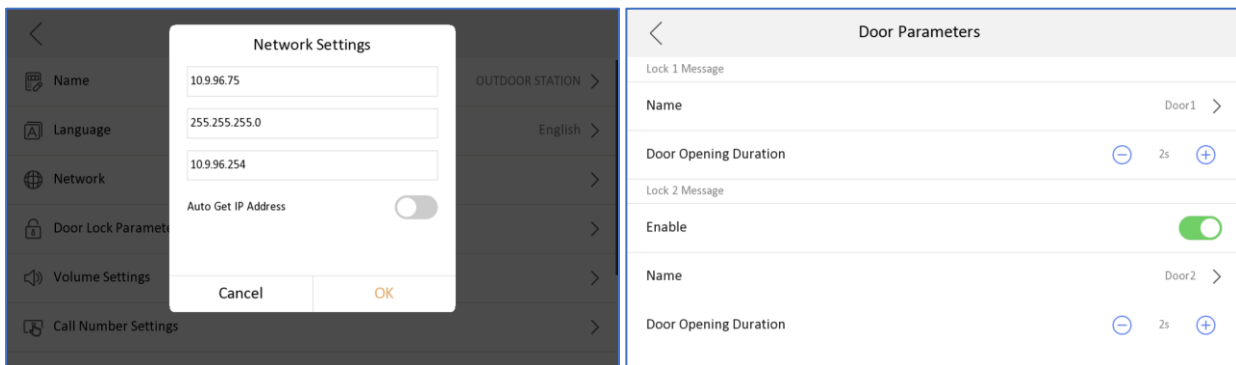 Network Settings
Name
10.9.96.75
OUTDOOR STATION
Language
255.255.255.0
English
10.9.96.254
Network
Auto Get IP Address
Door Lock Paramete
Volume Settings
Cancel
OK
Call Number Settings
Door Parameters
Lock 1 Message
Name
Door1
Door Opening Duration
2s
Lock 2 Message
Enable
Name
Door2
Door Opening Duration
2s